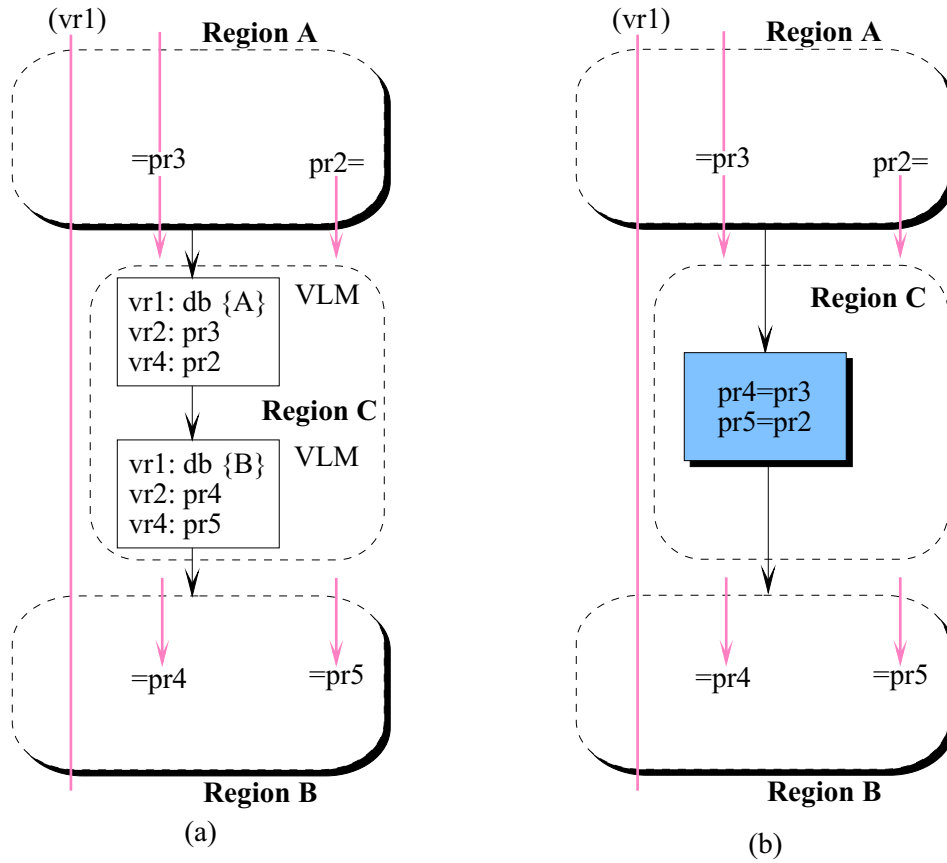 (vr1)
Region A
=pr3
pr2=
vr1: db {A}
vr2: pr3
vr4: pr2
VLM
Region C
vr1: db {B}
vr2: pr4
vr4: pr5
VLM
=pr4
=pr5
Region B
(a)
(vr1)
Region A
=pr3
pr2=
Region C
pr4=pr3
pr5=pr2
=pr4
=pr5
Region B
(b)